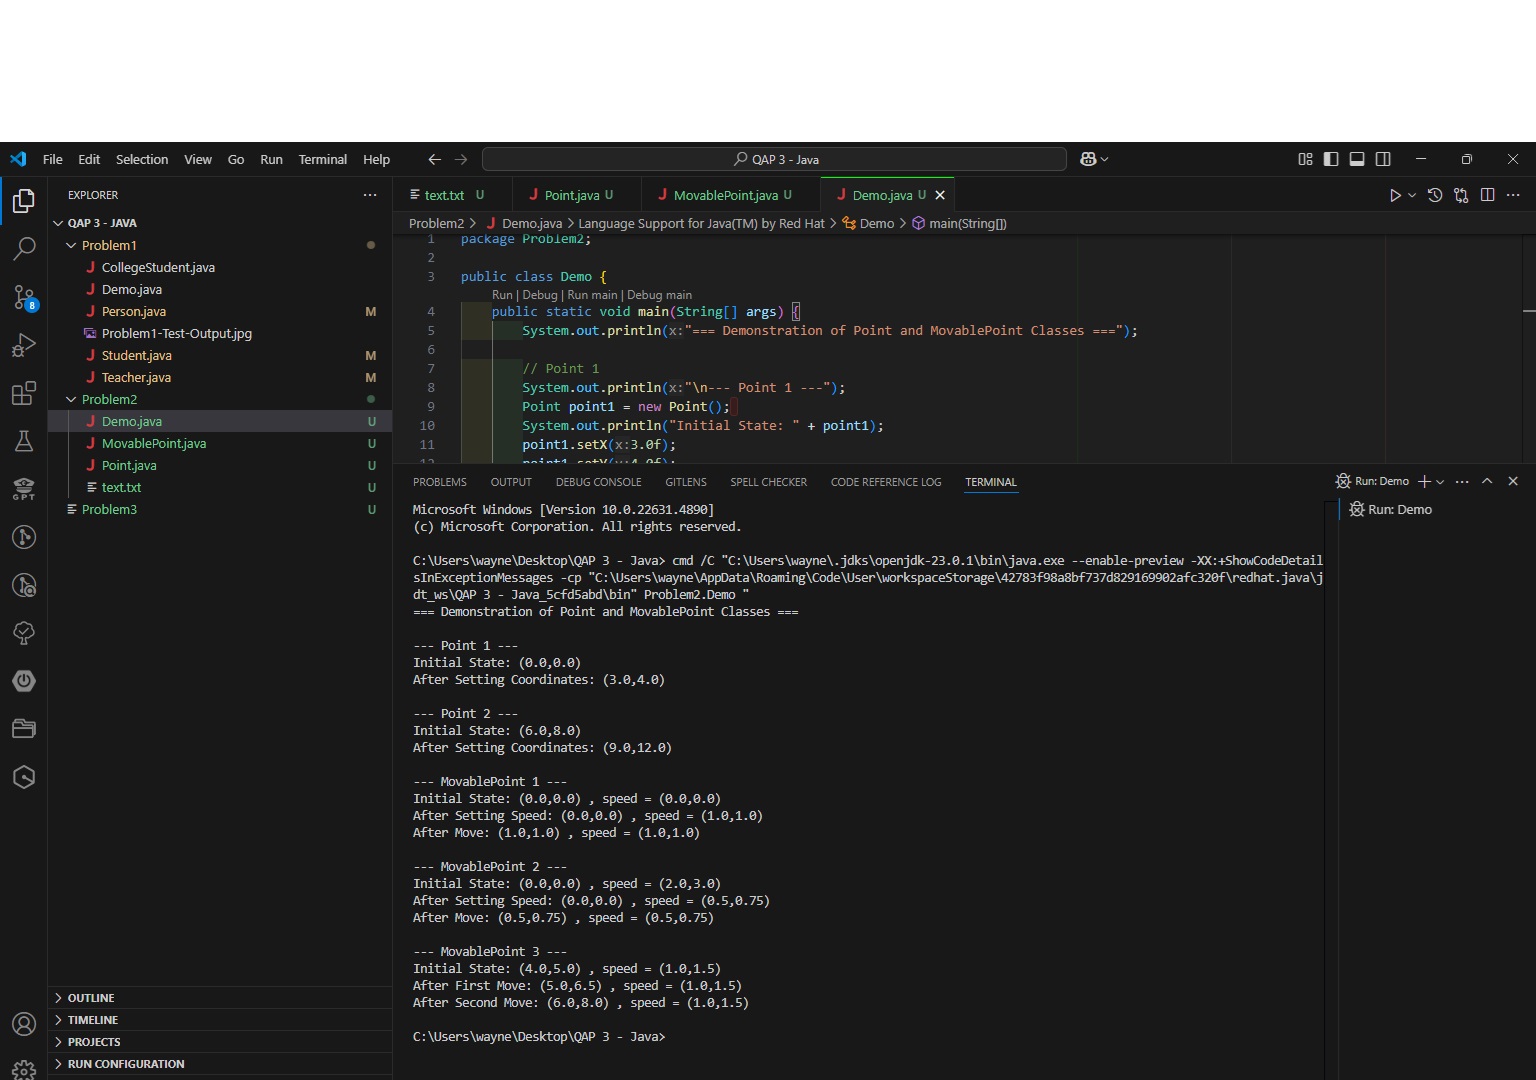 File Edit Selection View Go Run Terminal Help
QAP 3 - Java
EXPLORER
QAP 3 - JAVA
Problem1
CollegeStudent.java
Demo.java
Person.java M
Problem1-Test-Output.jpg
Student.java M
Teacher.java M
Problem2
Demo.java U
MovablePoint.java U
Point.java U
text.txt U
Problem3 U
8
GPT
OUTLINE
TIMELINE
PROJECTS
RUN CONFIGURATION
text.txt U Point.java U MovablePoint.java U Demo.java U
Problem2 > Demo.java > Language Support for Java(TM) by Red Hat > Demo > main(String[])
1 package Problem2;
2
3 public class Demo {
Run | Debug | Run main | Debug main
4 public static void main(String[] args) {
5 System.out.println(x:"=== Demonstration of Point and MovablePoint Classes ===");
6
7 // Point 1
8 System.out.println(x:"\n--- Point 1 ---");
9 Point point1 = new Point();
10 System.out.println("Initial State: " + point1);
11 point1.setX(x:3.0f);
12 point1.setY(x:4.0f);
PROBLEMS OUTPUT DEBUG CONSOLE GITLENS SPELL CHECKER CODE REFERENCE LOG TERMINAL
Run: Demo
Run: Demo
Microsoft Windows [Version 10.0.22631.4890]
(c) Microsoft Corporation. All rights reserved.
C:\Users\wayne\Desktop\QAP 3 - Java> cmd /C "C:\Users\wayne\.jdks\openjdk-23.0.1\bin\java.exe --enable-preview -XX:+ShowCodeDetail
sInExceptionMessages -cp "C:\Users\wayne\AppData\Roaming\Code\User\workspaceStorage\42783f98a8bf737d829169902afc320f\redhat.java\j
dt_ws\QAP 3 - Java_5cfd5abd\bin" Problem2.Demo "
=== Demonstration of Point and MovablePoint Classes ===
--- Point 1 ---
Initial State: (0.0,0.0)
After Setting Coordinates: (3.0,4.0)
--- Point 2 ---
Initial State: (6.0,8.0)
After Setting Coordinates: (9.0,12.0)
--- MovablePoint 1 ---
Initial State: (0.0,0.0) , speed = (0.0,0.0)
After Setting Speed: (0.0,0.0) , speed = (1.0,1.0)
After Move: (1.0,1.0) , speed = (1.0,1.0)
--- MovablePoint 2 ---
Initial State: (0.0,0.0) , speed = (2.0,3.0)
After Setting Speed: (0.0,0.0) , speed = (0.5,0.75)
After Move: (0.5,0.75) , speed = (0.5,0.75)
--- MovablePoint 3 ---
Initial State: (4.0,5.0) , speed = (1.0,1.5)
After First Move: (5.0,6.5) , speed = (1.0,1.5)
After Second Move: (6.0,8.0) , speed = (1.0,1.5)
C:\Users\wayne\Desktop\QAP 3 - Java>